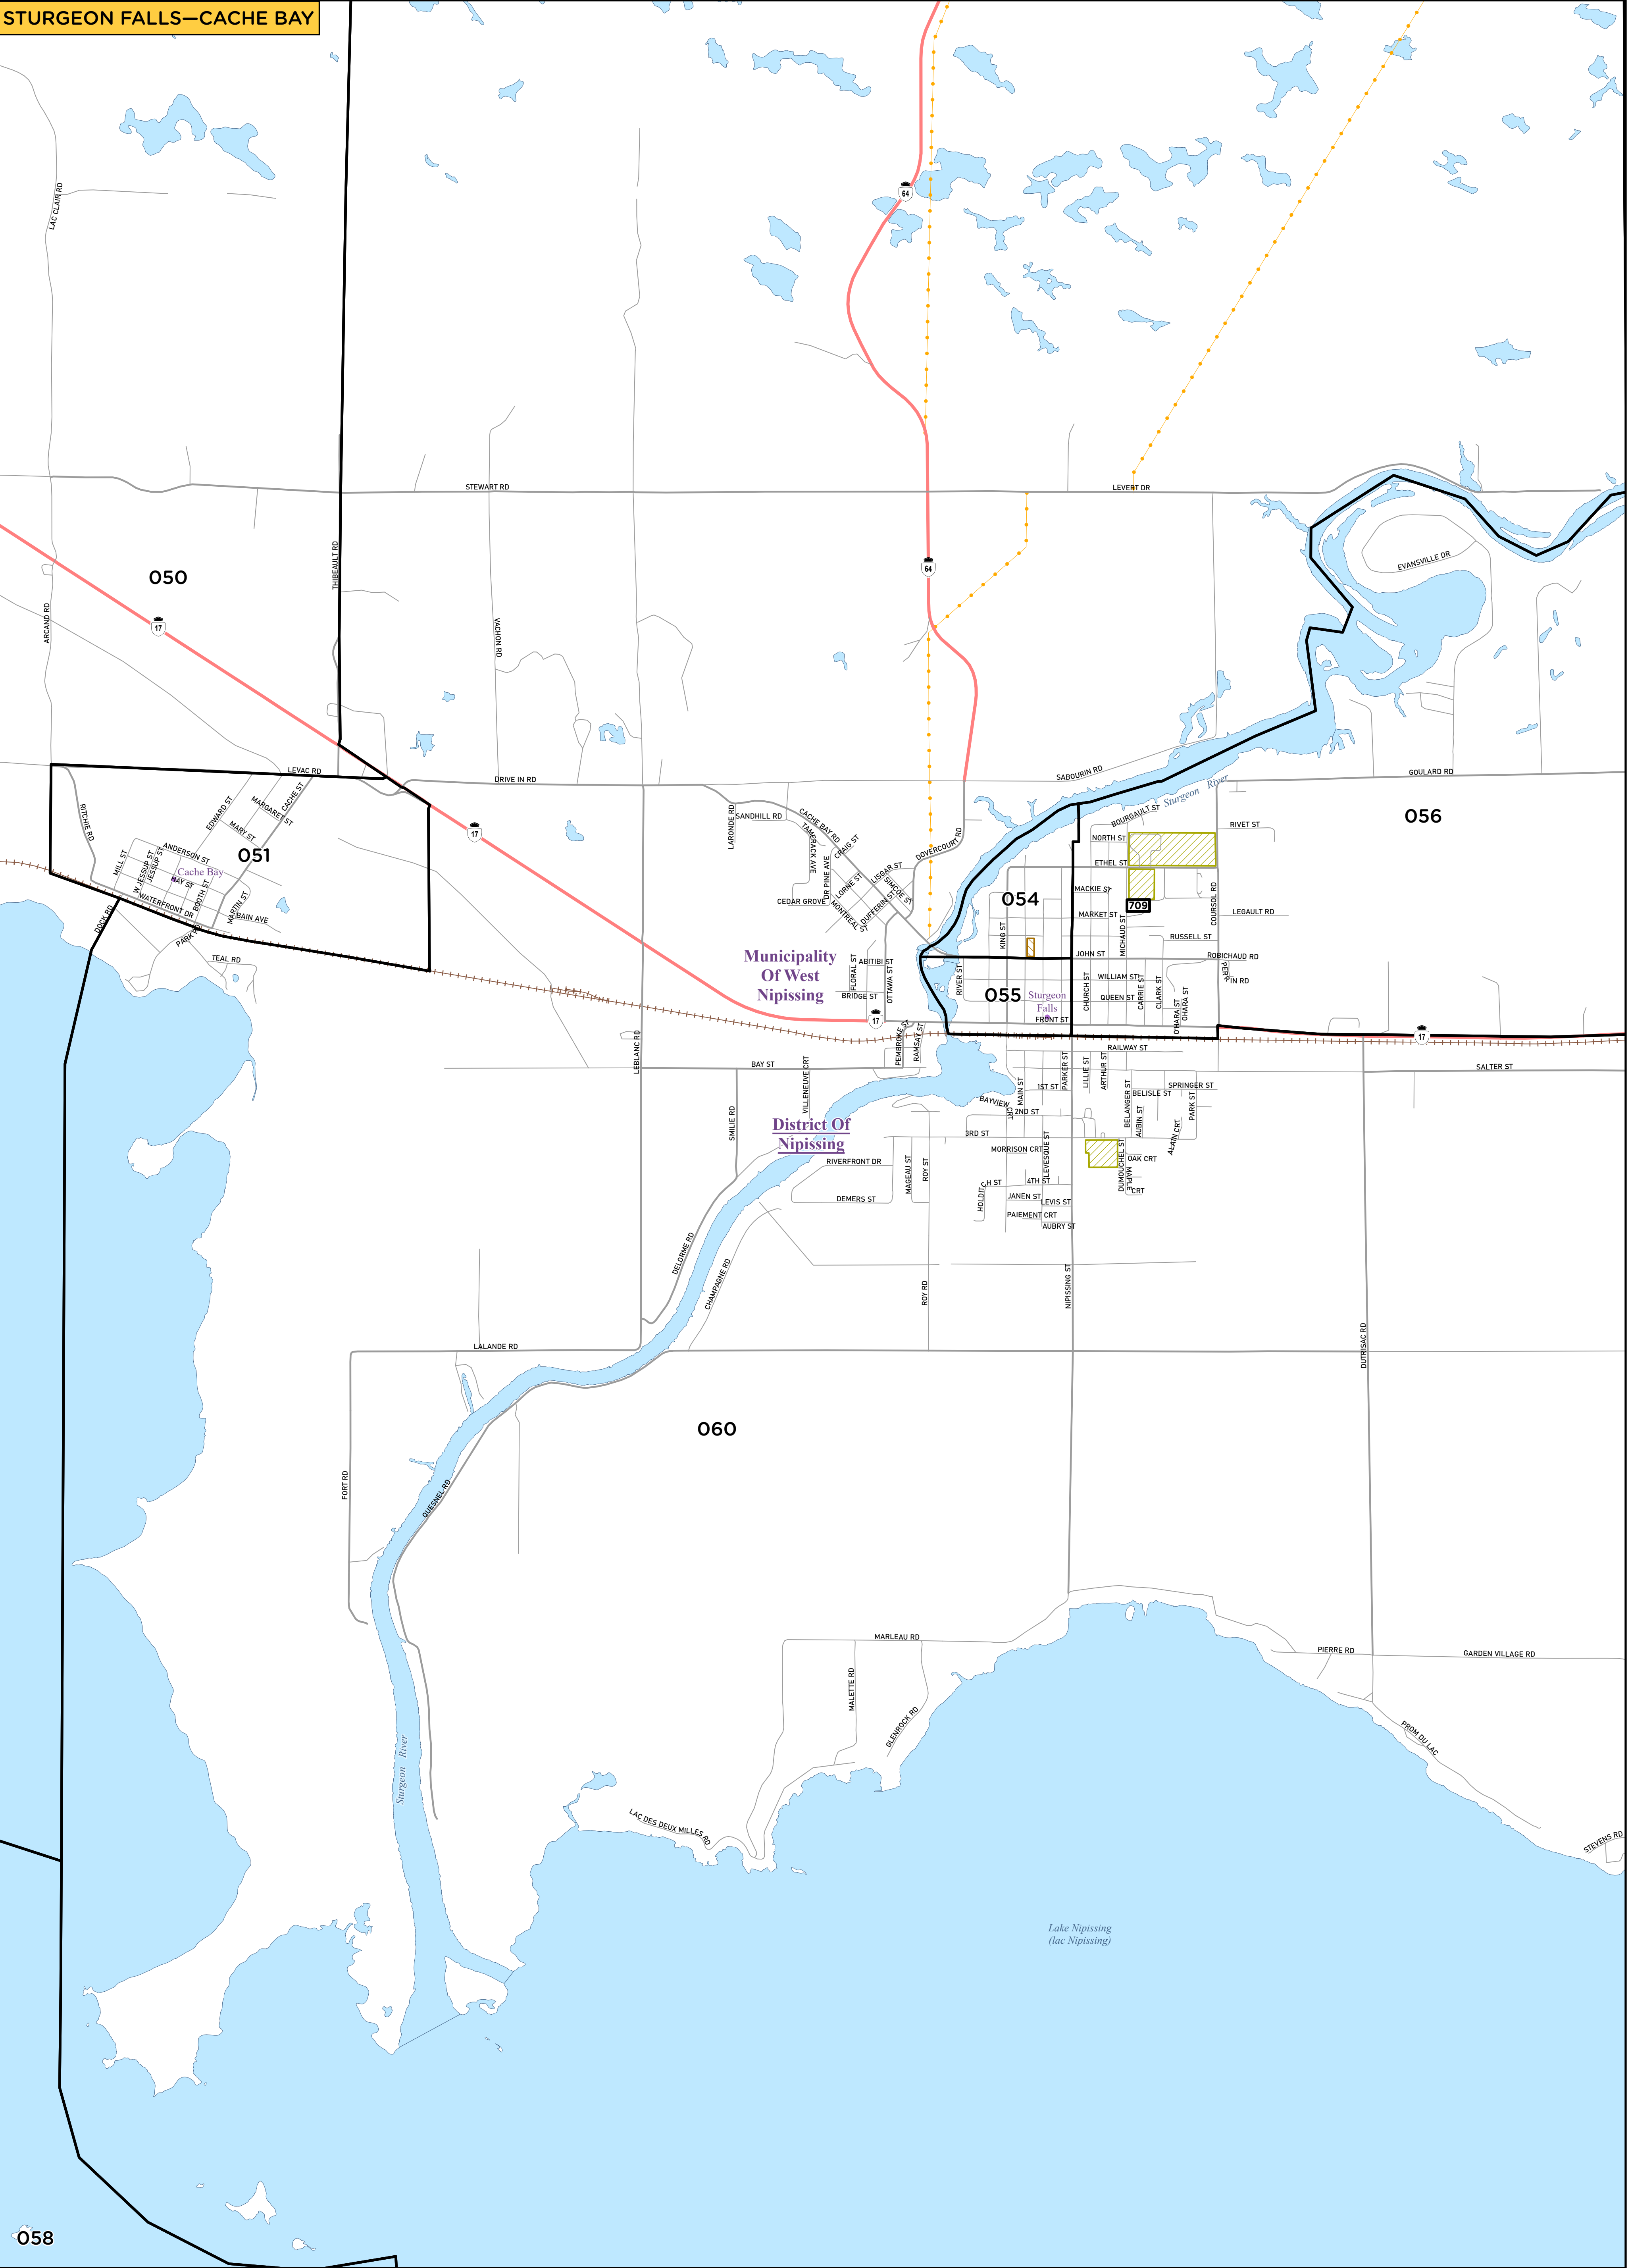 STURGEON FALLS—CACHE BAY
LAC CLAIR RD
64
STEWART RD
LEVERT DR
THIBEAULT RD
050
17
64
EVANSVILLE DR
ARCAND RD
VACHON RD
LEVAC RD
DRIVE IN RD
SABOURIN RD
GOULARD RD
Sturgeon River
RITCHIE RD
EDWARD ST
MARGARET ST
CACHE ST
MARY ST
ANDERSON ST
051
MILL ST
W JESSUP ST
JESSUP ST
Cache Bay
BAY ST
BOOTH ST
WATERFRONT DR
MARTIN ST
BAIN AVE
DOCK RD
PARK RD
TEAL RD
17
LARONDE RD
SANDHILL RD
CACHE BAY RD
TAMARACK AVE
CRAIG ST
DR PINE AVE
LISGAR ST
SIMCOE ST
LORNE ST
DUFFERIN ST
MONTREAL ST
CEDAR GROVE
DOVERCOURT RD
BOURGAULT ST
NORTH ST
ETHEL ST
RIVET ST
056
054
MACKIE ST
709
MARKET ST
MICHAUD ST
COURSOL RD
LEGAULT RD
KING ST
RUSSELL ST
JOHN ST
ROBICHAUD RD
Municipality
Of West
Nipissing
FLORAL ST
ABITIBI ST
OTTAWA ST
BRIDGE ST
RIVER ST
055
Sturgeon
Falls
FRONT ST
CHURCH ST
WILLIAM ST
QUEEN ST
CARRIE ST
CLARK ST
O'HARA ST
OHARA ST
PERRIN RD
17
17
PEMBROKE ST
RAMSAY ST
RAILWAY ST
LEBLANC RD
BAY ST
VILLENEUVE CRT
SALTER ST
PARKER ST
LILLIE ST
ARTHUR ST
1ST ST
MAIN ST
BAYVIEW CRT
2ND ST
BELANGER ST
SPRINGER ST
BELISLE ST
AUBIN ST
PARK ST
ALAIN CRT
SMILIE RD
District Of
Nipissing
3RD ST
MORRISON CRT
LEVESQUE ST
DUMOUCHEL ST
OAK CRT
MAPLE CRT
RIVERFRONT DR
DEMERS ST
MAGEAU ST
ROY ST
HOLDITCH ST
4TH ST
JANEN ST
LEVIS ST
PAIEMENT CRT
AUBRY ST
DELORME RD
CHAMPAGNE RD
ROY RD
NIPISSING ST
DUTRISAC RD
LALANDE RD
060
FORT RD
QUESNEL RD
MARLEAU RD
PIERRE RD
GARDEN VILLAGE RD
MALETTE RD
GLENROCK RD
PROM DU LAC
Sturgeon River
LAC DES DEUX MILLES RD
STEVENS RD
Lake Nipissing
(lac Nipissing)
058